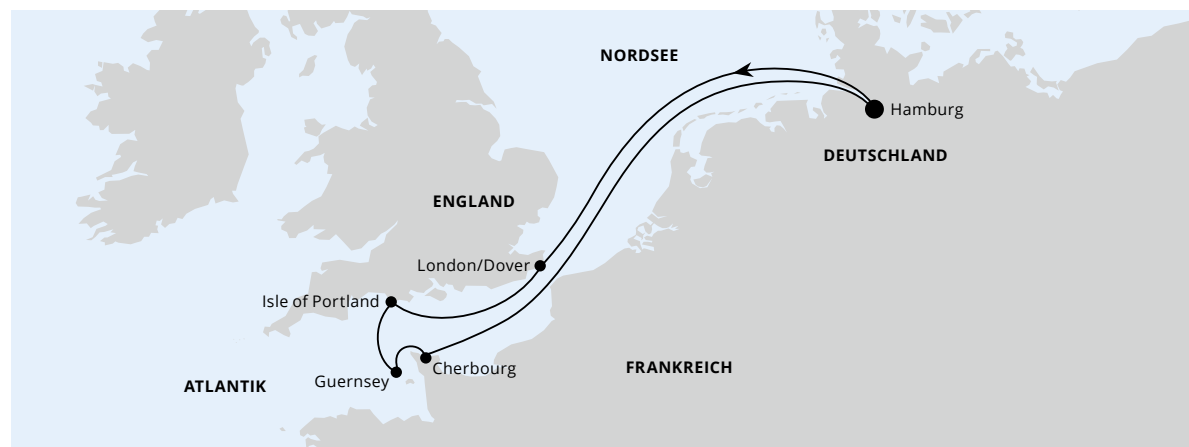 NORDSEE
Hamburg
DEUTSCHLAND
ENGLAND
London/Dover
Isle of Portland
Cherbourg
FRANKREICH
Guernsey
ATLANTIK